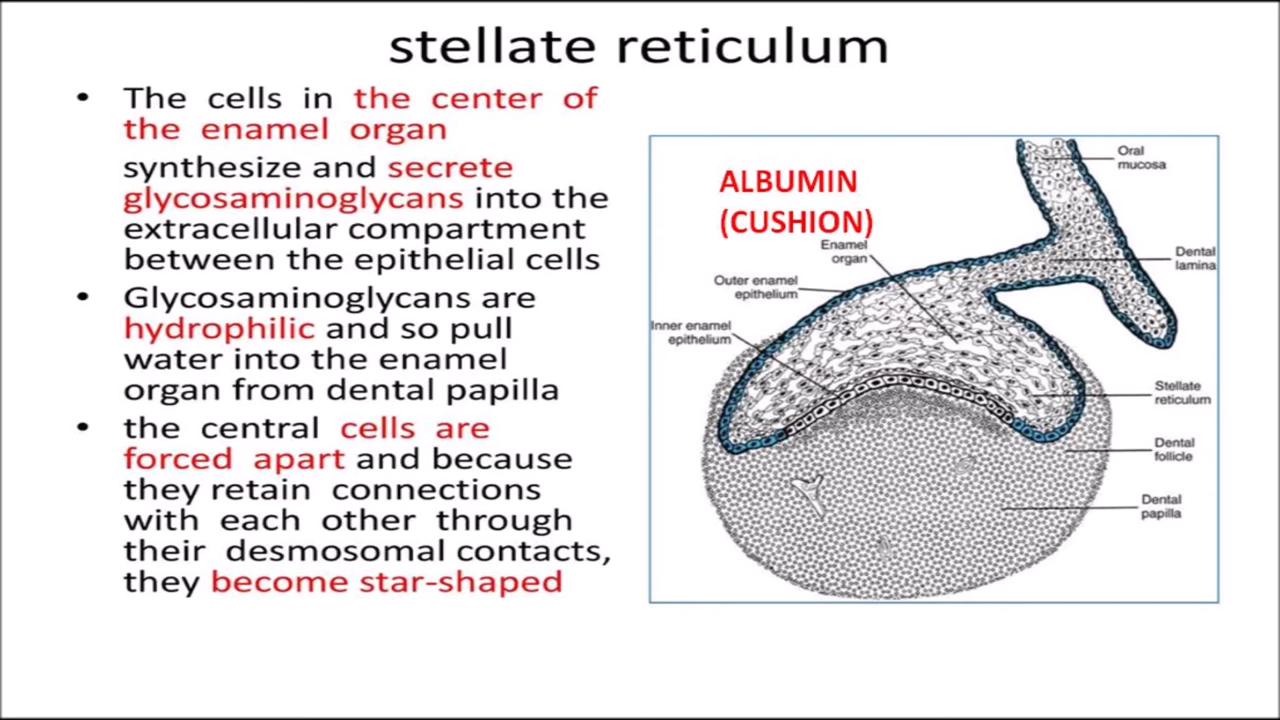 stellate reticulum
• The cells in the center of
the enamel organ
synthesize and secrete
glycosaminoglycans into the
extracellular compartment
between the epithelial cells
• Glycosaminoglycans are
hydrophilic and so pull
water into the enamel
organ from dental papilla
• the central cells are
forced apart and because
they retain connections
with each other through
their desmosomal contacts,
they become star-shaped
ALBUMIN
(CUSHION)
Oral
mucosa
Enamel
organ
Dental
lamina
Outer enamel
epithelium
Inner enamel
epithelium
Stellate
reticulum
Dental
follicle
Dental
papilla